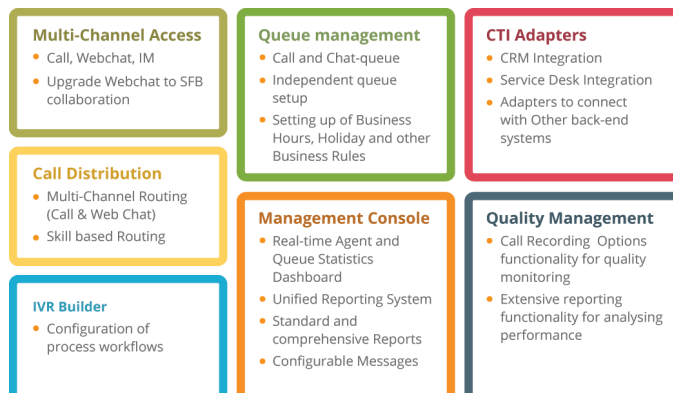 Multi-Channel Access
Call, Webchat, IM
Upgrade Webchat to SFB
collaboration
Call Distribution
Multi-Channel Routing
(Call & Web Chat)
Skill based Routing
IVR Builder
Configuration of
process workflows
Queue management
Call and Chat-queue
Independent queue
setup
Setting up of Business
Hours, Holiday and other
Business Rules
Management Console
Real-time Agent and
Queue Statistics
Dashboard
Unified Reporting System
Standard and
comprehensive Reports
Configurable Messages
CTI Adapters
CRM Integration
Service Desk Integration
Adapters to connect
with Other back-end
systems
Quality Management
Call Recording Options
functionality for quality
monitoring
Extensive reporting
functionality for analysing
performance